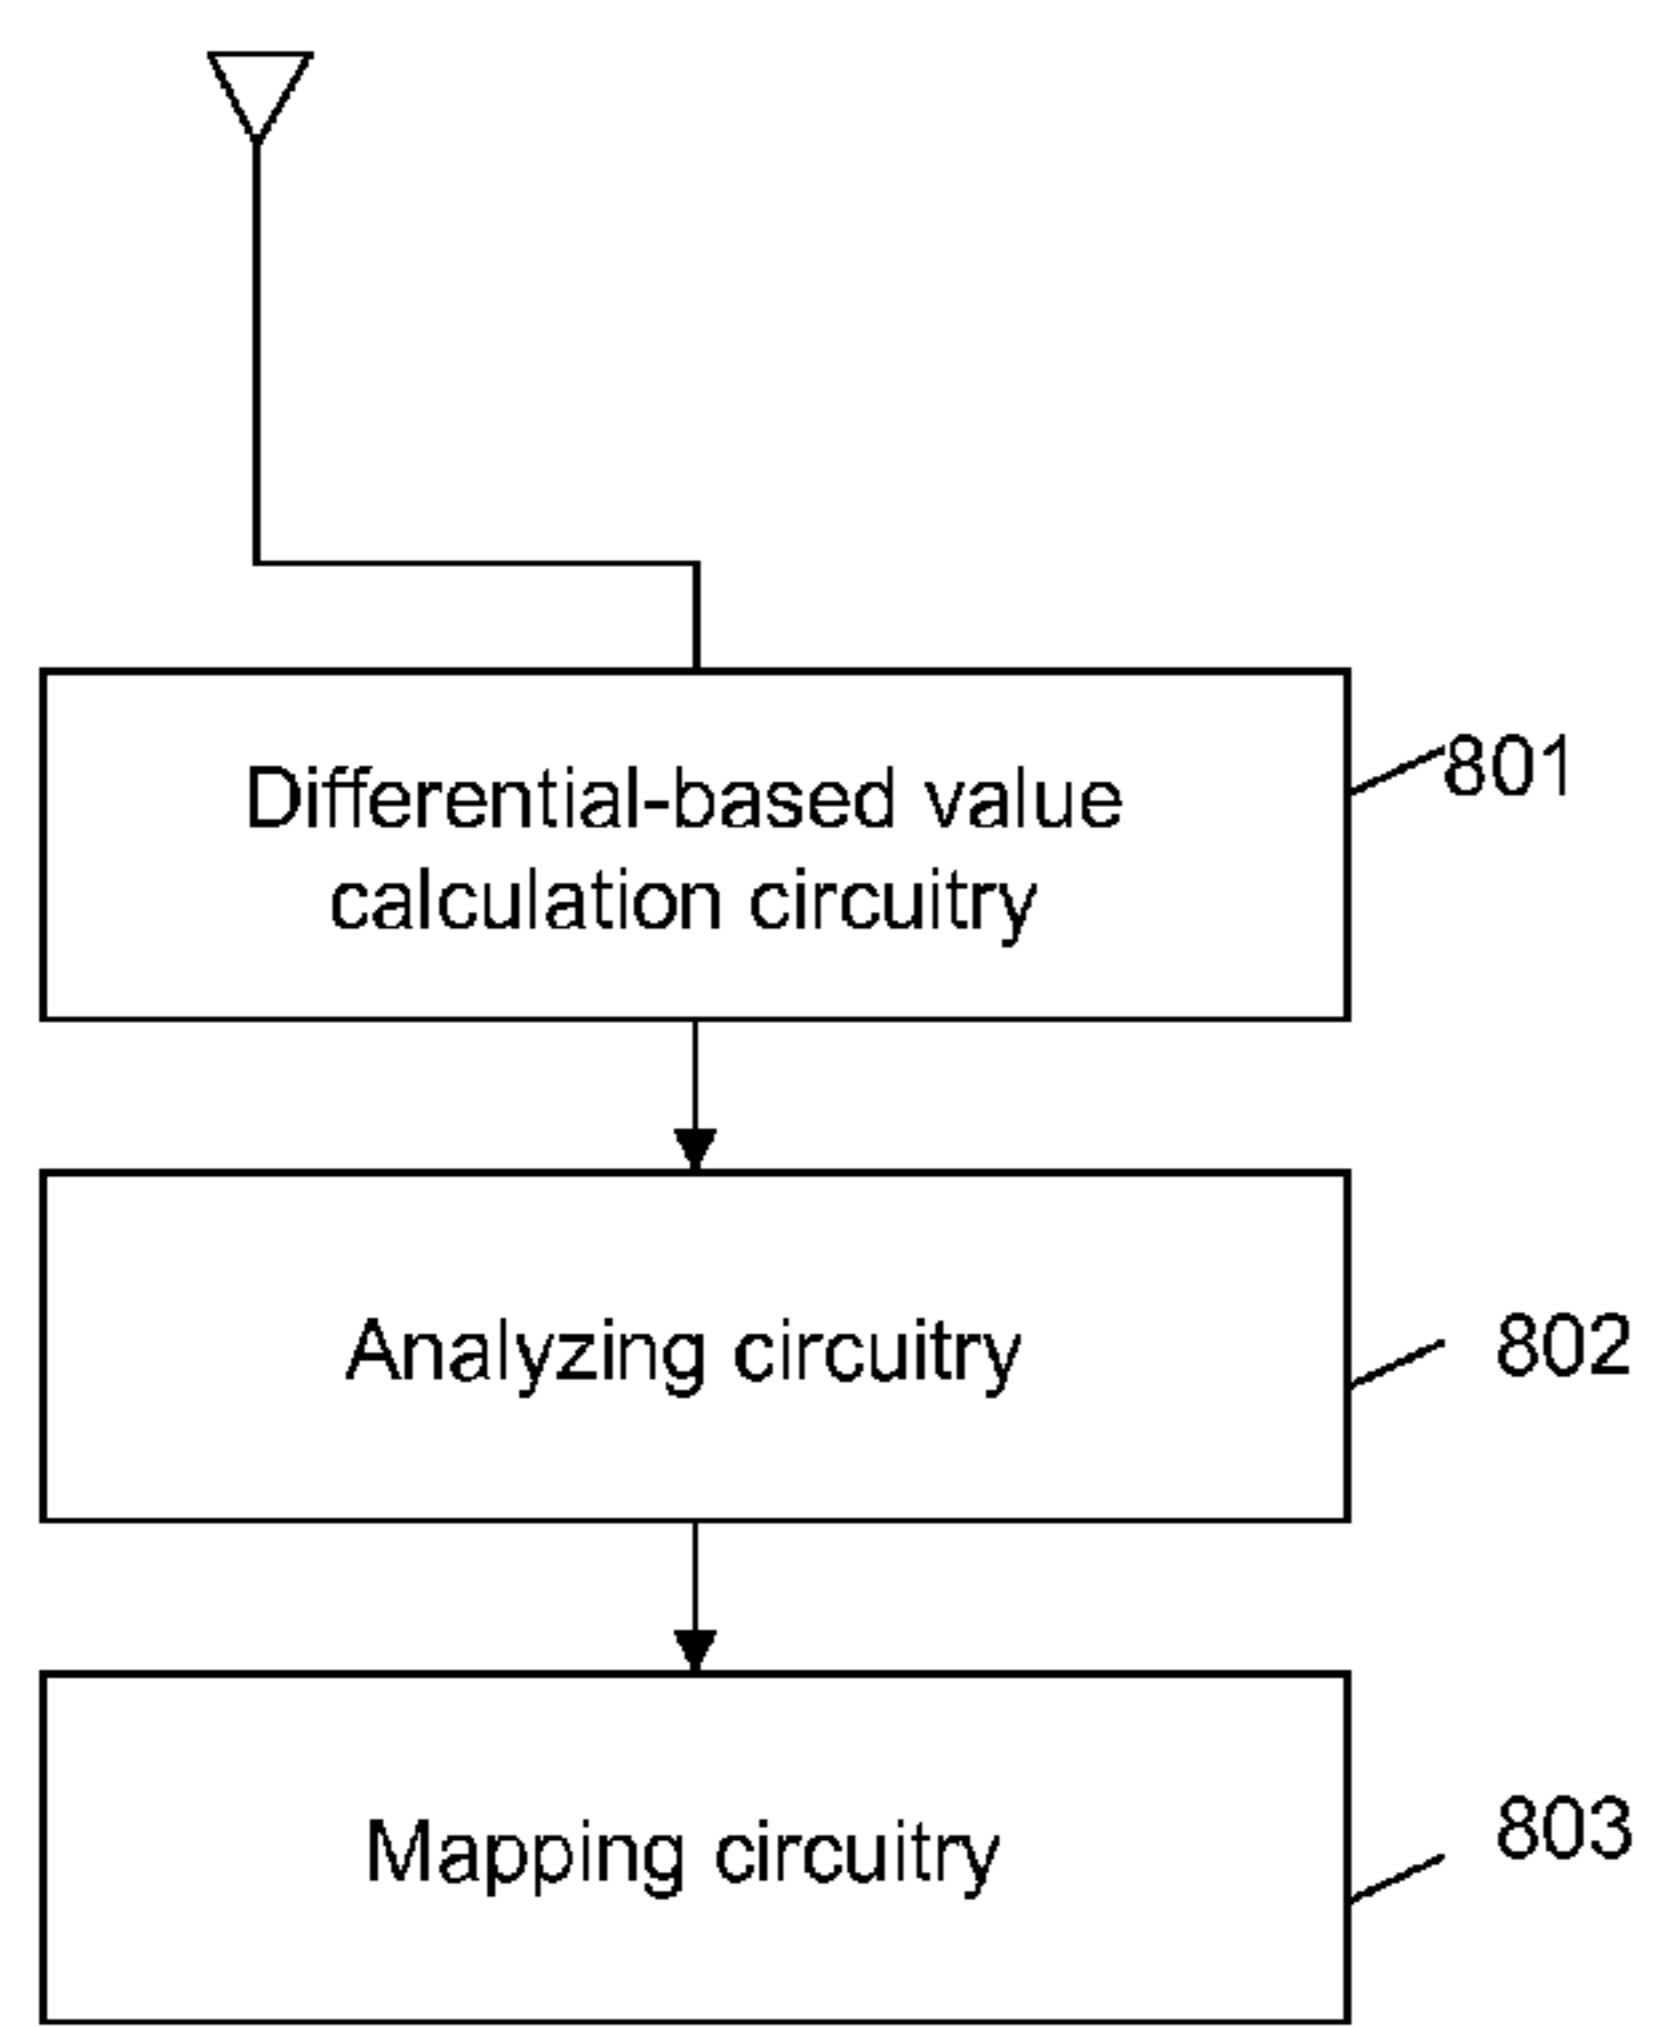 Differential-based value
calculation circuitry
801
Analyzing circuitry
802
Mapping circuitry
803